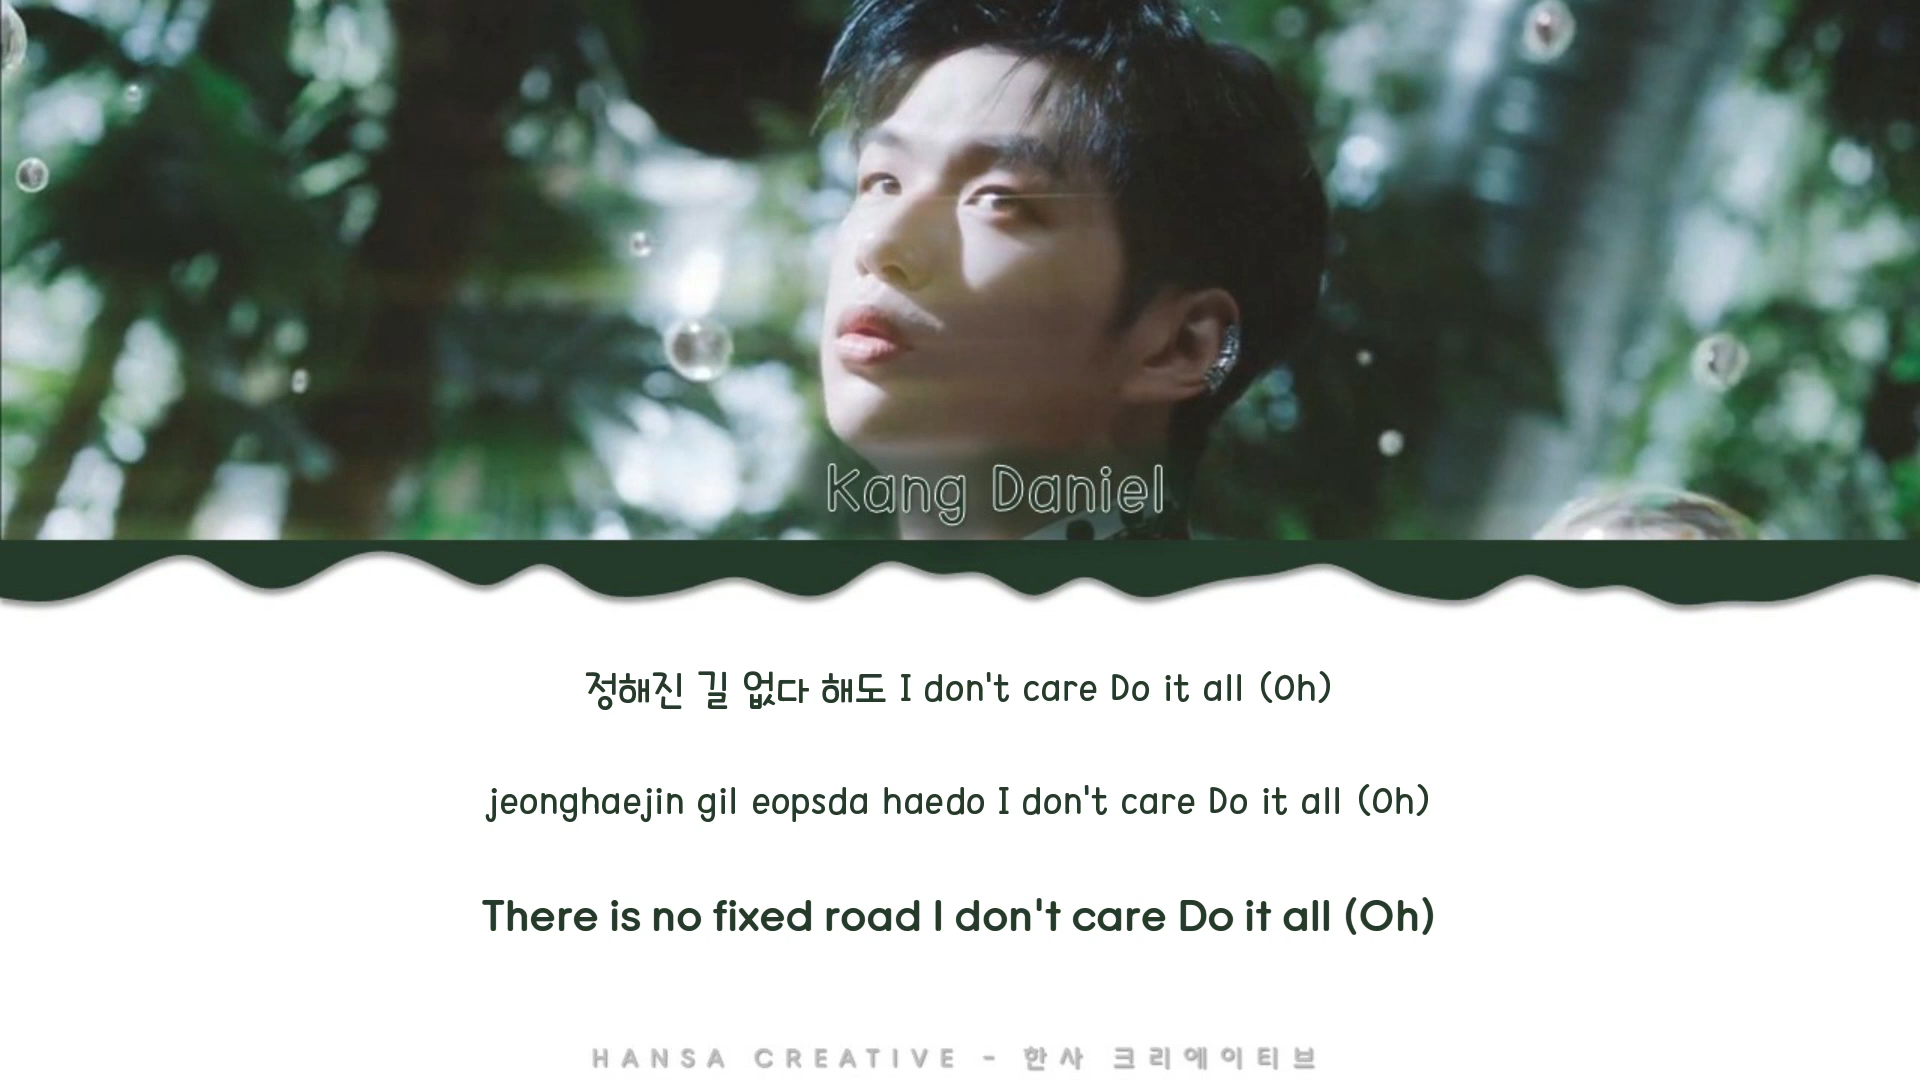 Kang Daniel
정해진 길 없다 해도 I don't care Do it all (Oh)
jeonghaejin gil eopsda haedo I don't care Do it all (Oh)
There is no fixed road I don't care Do it all (Oh)
HANSA CREATIVE - 한사 크리에이티브